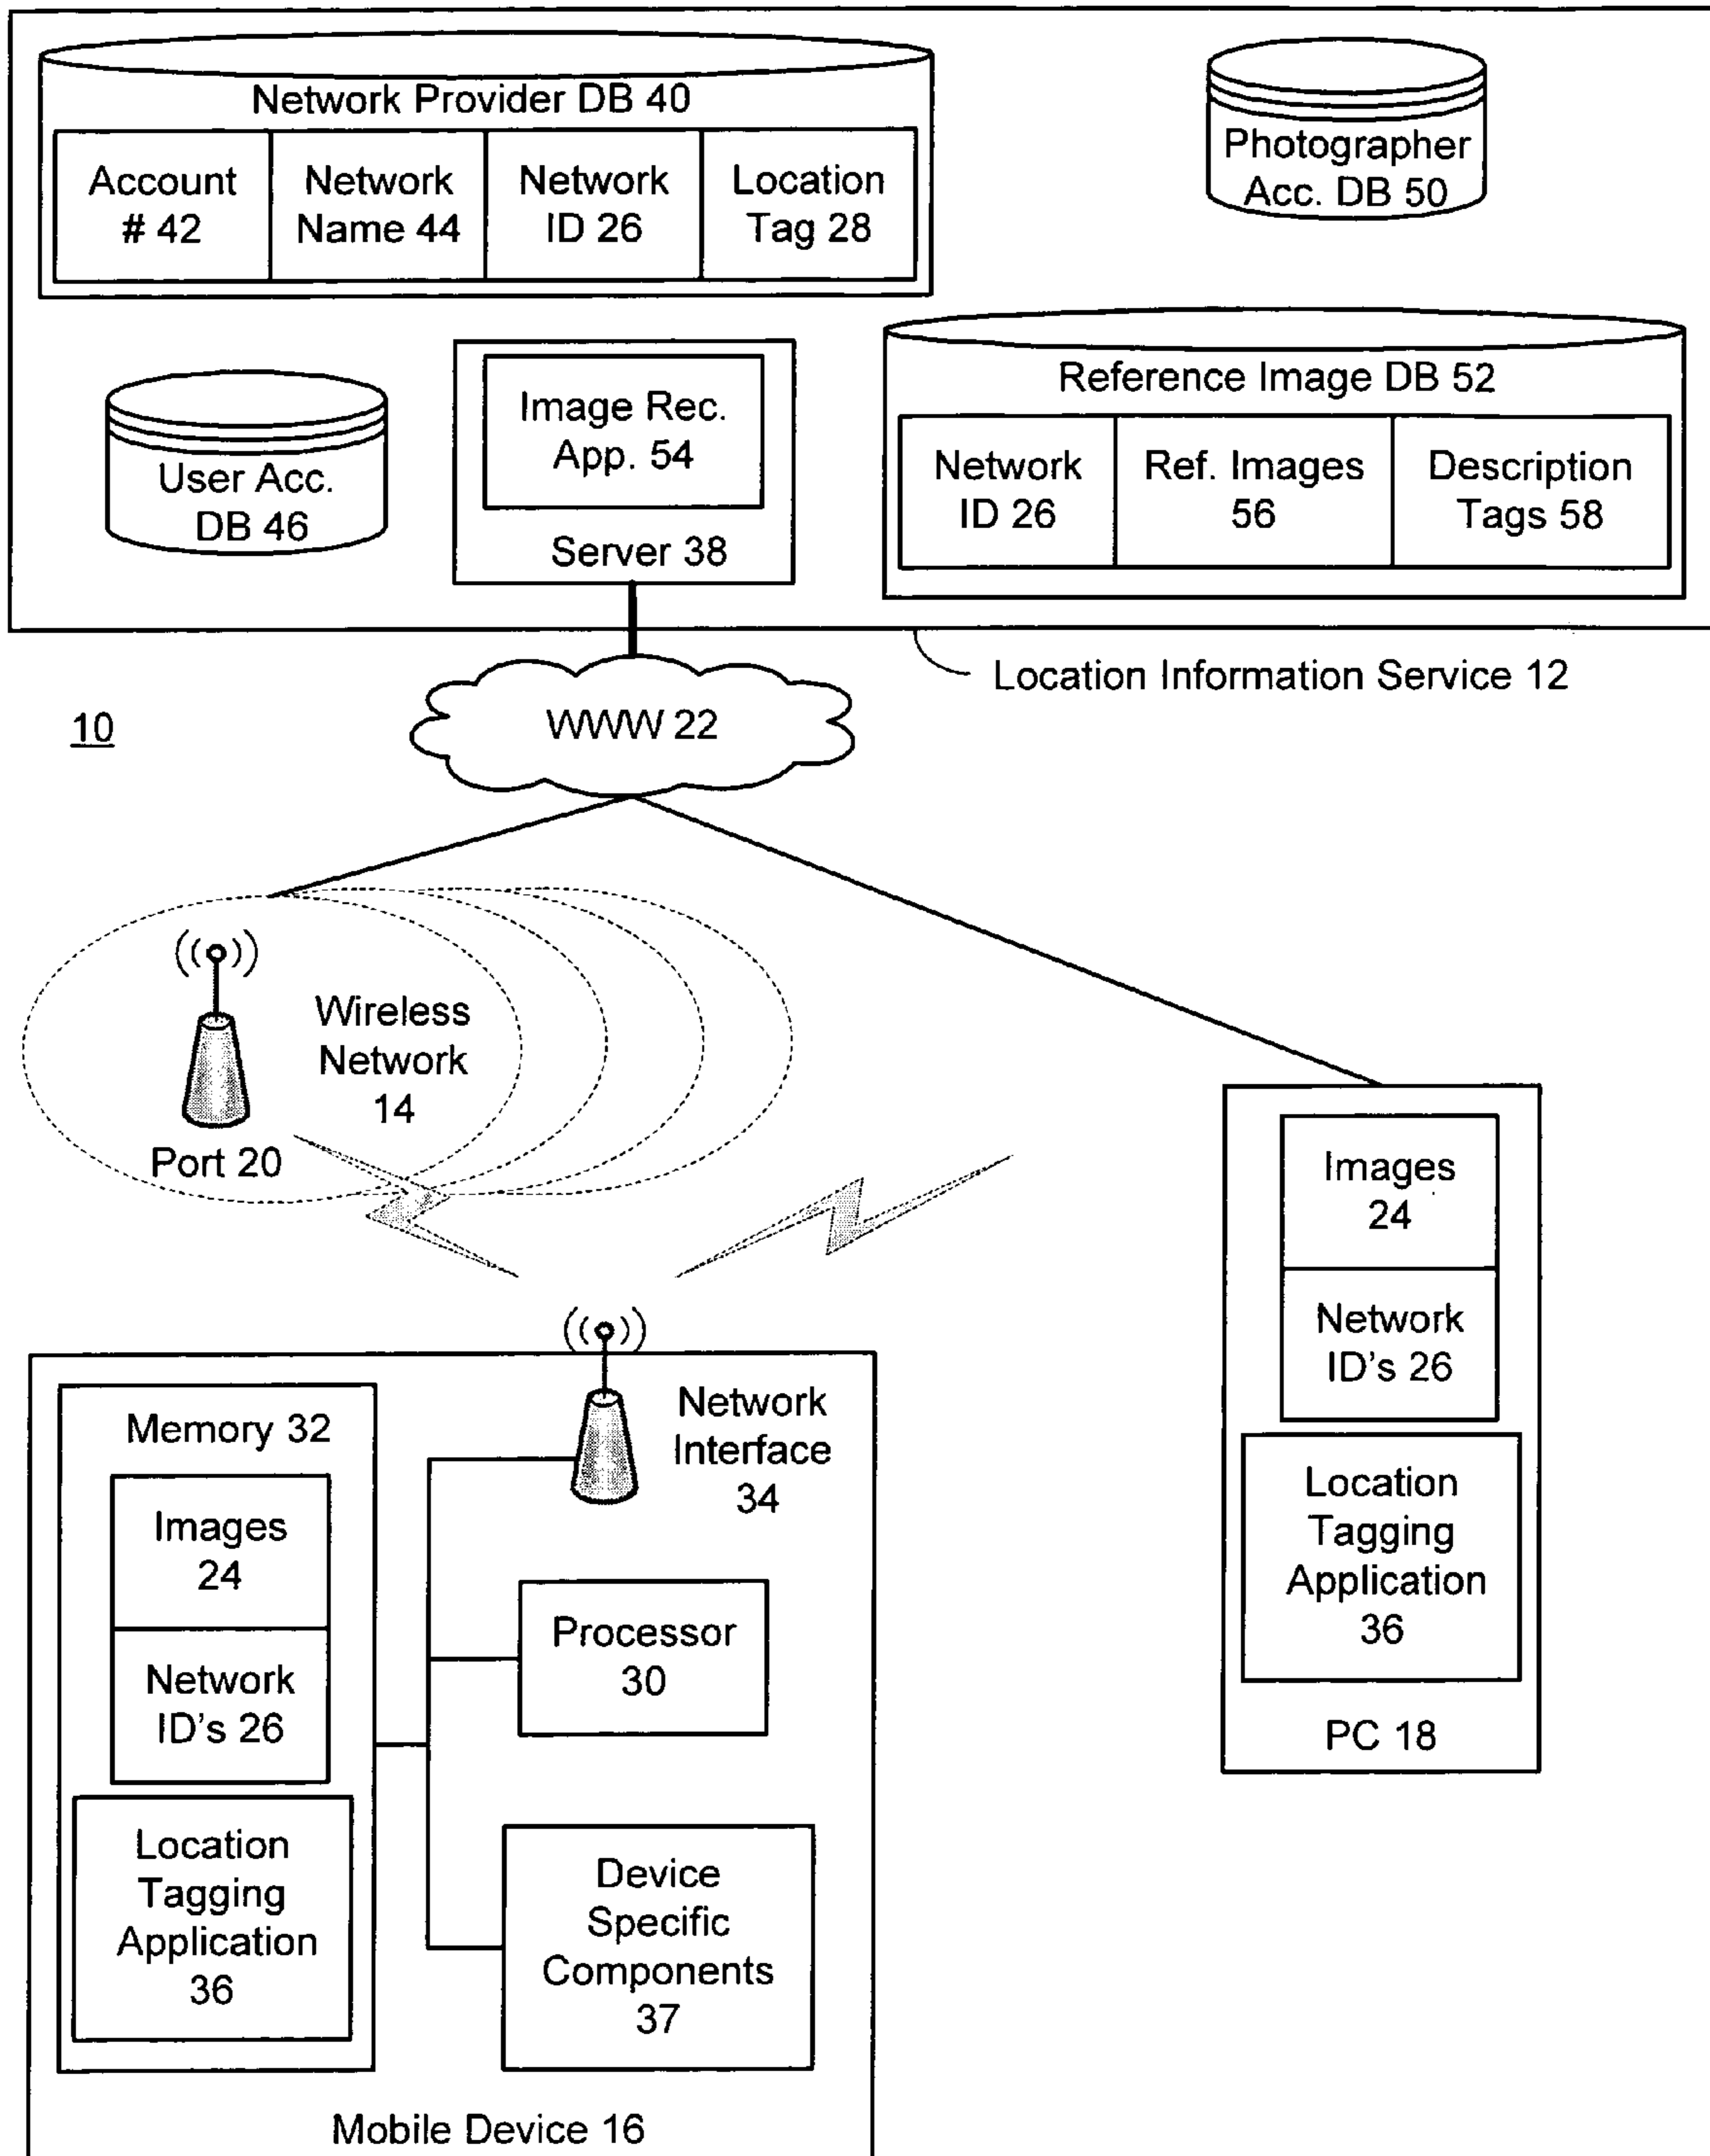 Network Provider DB 40
Account
# 42
Network
Name 44
Network
ID 26
Location
Tag 28
Photographer
Acc. DB 50
User Acc.
DB 46
Image Rec.
App. 54
Server 38
Reference Image DB 52
Network
ID 26
Ref. Images
56
Description
Tags 58
Location Information Service 12
10
WWW 22
Wireless
Network
14
Port 20
Images
24
Network
ID's 26
Location
Tagging
Application
36
PC 18
Memory 32
Images
24
Network
ID's 26
Location
Tagging
Application
36
Network
Interface
34
Processor
30
Device
Specific
Components
37
Mobile Device 16